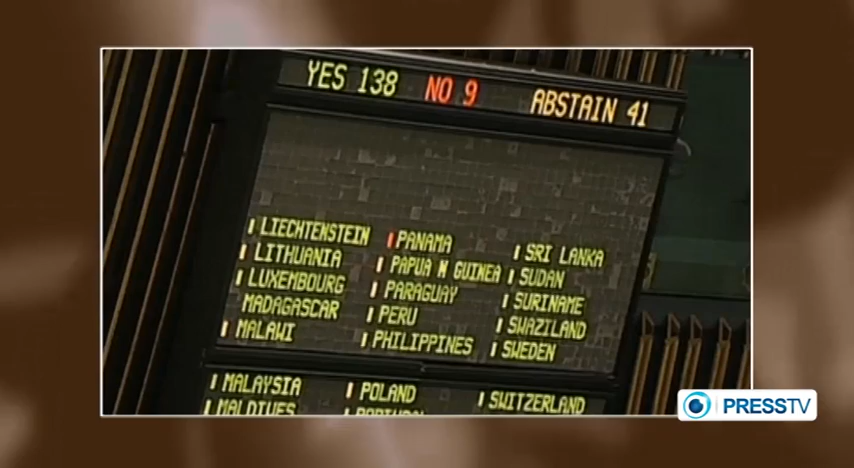 YES 138 NO 9 ABSTAIN 41
LIECHTENSTEIN
LITHUANIA
LUXEMBOURG
MADAGASCAR
MALAWI
PANAMA
PAPUA N GUINEA
PARAGUAY
PERU
PHILIPPINES
SRI LANKA
SUDAN
SURINAME
SWAZILAND
SWEDEN
MALAYSIA
MALDIVES
POLAND
SWITZERLAND
PRESSTV